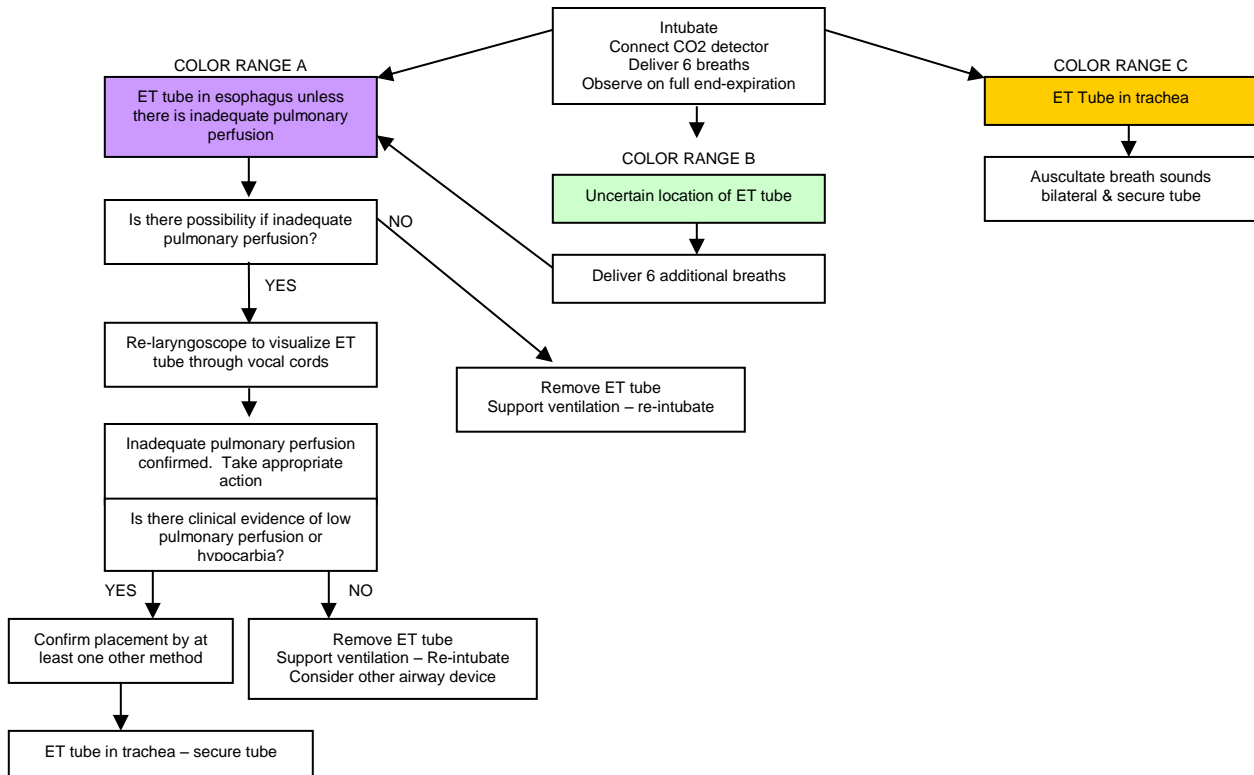 Intubate
Connect CO2 detector
Deliver 6 breaths
Observe on full end-expiration
COLOR RANGE A
ET tube in esophagus unless
there is inadequate pulmonary
perfusion
COLOR RANGE B
Uncertain location of ET tube
Deliver 6 additional breaths
COLOR RANGE C
ET Tube in trachea
Auscultate breath sounds
bilateral & secure tube
Is there possibility if inadequate
pulmonary perfusion?
NO
YES
Re-laryngoscope to visualize ET
tube through vocal cords
Remove ET tube
Support ventilation – re-intubate
Inadequate pulmonary perfusion
confirmed. Take appropriate
action
Is there clinical evidence of low
pulmonary perfusion or
hypocarbia?
YES
NO
Confirm placement by at
least one other method
Remove ET tube
Support ventilation – Re-intubate
Consider other airway device
ET tube in trachea – secure tube